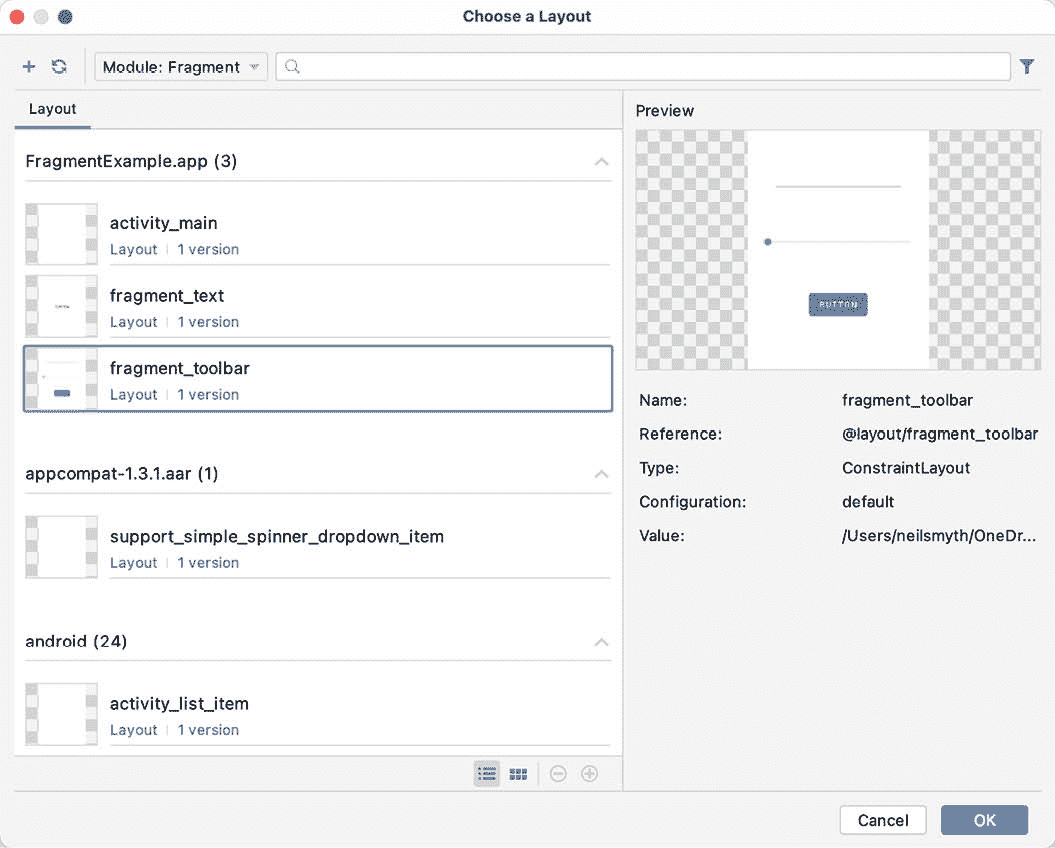 Choose a Layout
Module: Fragment
Layout
FragmentExample.app (3)
activity_main
Layout | 1 version
fragment_text
Layout | 1 version
fragment_toolbar
Layout | 1 version
appcompat-1.3.1.aar (1)
support_simple_spinner_dropdown_item
Layout | 1 version
android (24)
activity_list_item
Layout | 1 version
Preview
BUTTON
Name: fragment_toolbar
Reference: @layout/fragment_toolbar
Type: ConstraintLayout
Configuration: default
Value: /Users/neilsmyth/OneDr...
Cancel OK